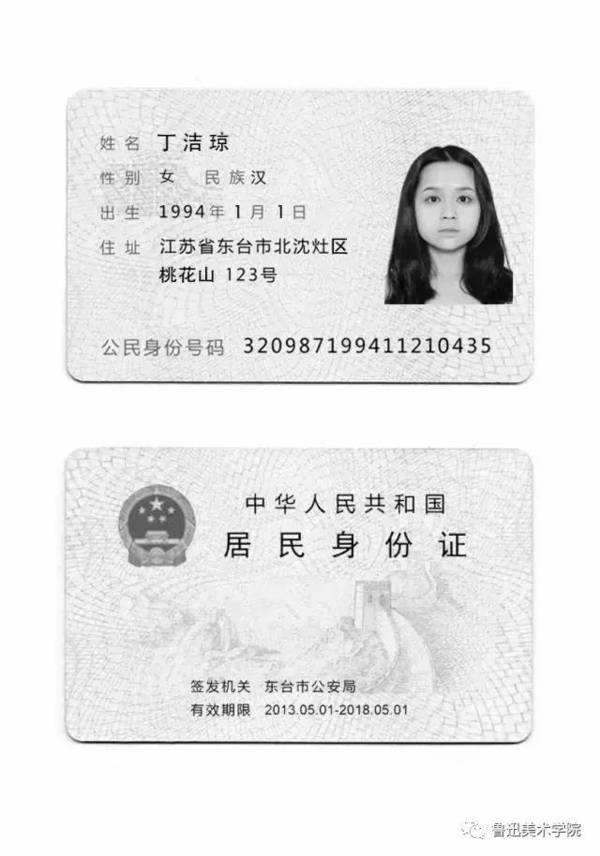 姓名 丁洁琼
性别 女 民族 汉
出生 1994年1月1日
住址 江苏省东台市北沈灶区
桃花山 123号
公民身份号码 320987199411210435
中华人民共和国
居民身份证
签发机关 东台市公安局
有效期限 2013.05.01-2018.05.01
鲁迅美术学院